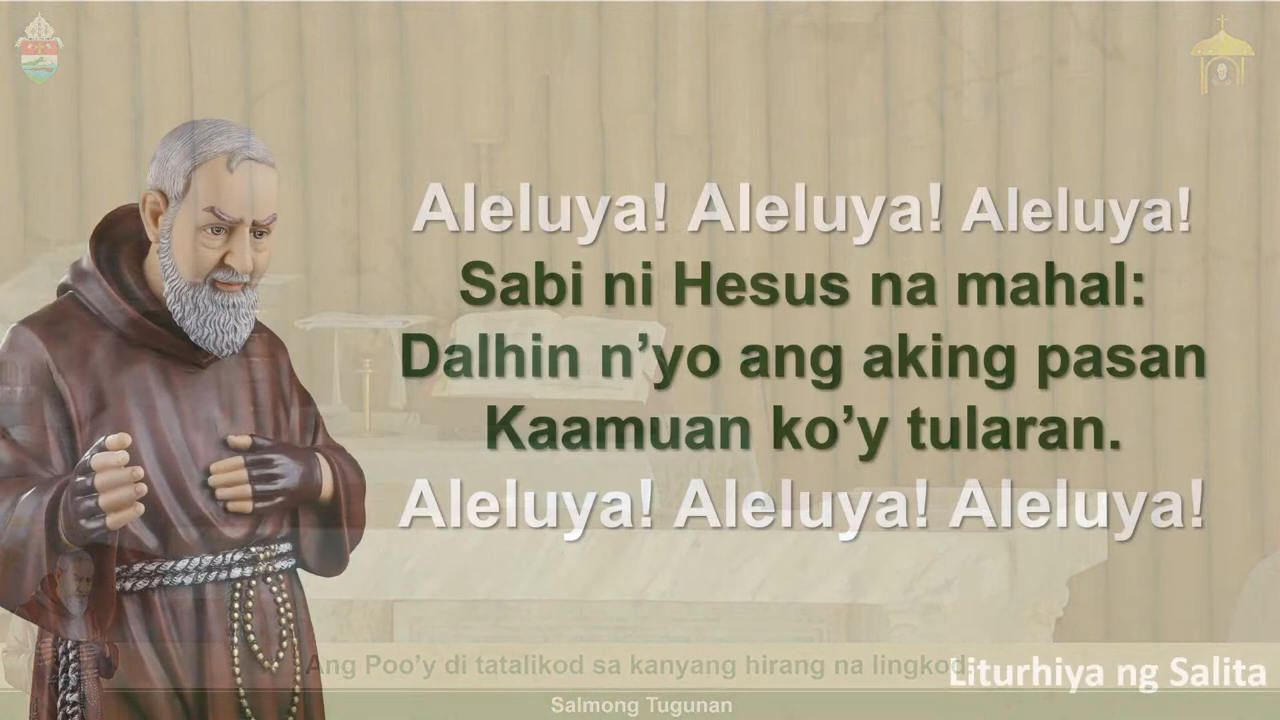 Aleluya! Aleluya! Aleluya!
Sabi ni Hesus na mahal:
Dalhin n’yo ang aking pasan
Kaamuan ko’y tularan.
Aleluya! Aleluya! Aleluya!
Ang Poo’y di tatalikod sa kanyang hirang na lingkod.
Liturhiya ng Salita
Salmong Tugunan